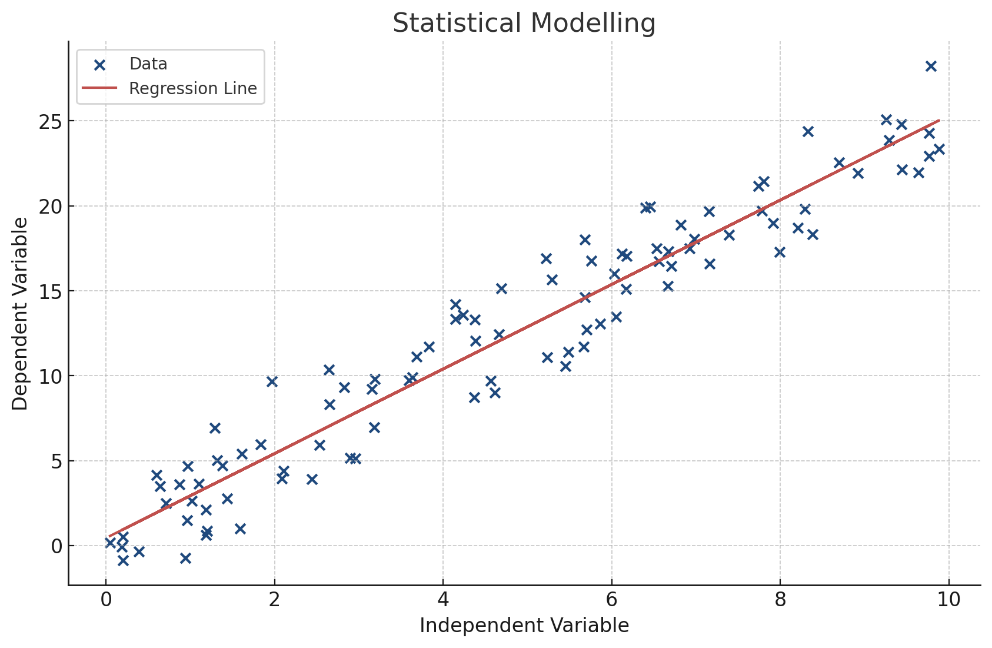 Statistical Modelling
Data
Regression Line
25
20
15
10
5
0
Dependent Variable
0 2 4 6 8 10
Independent Variable